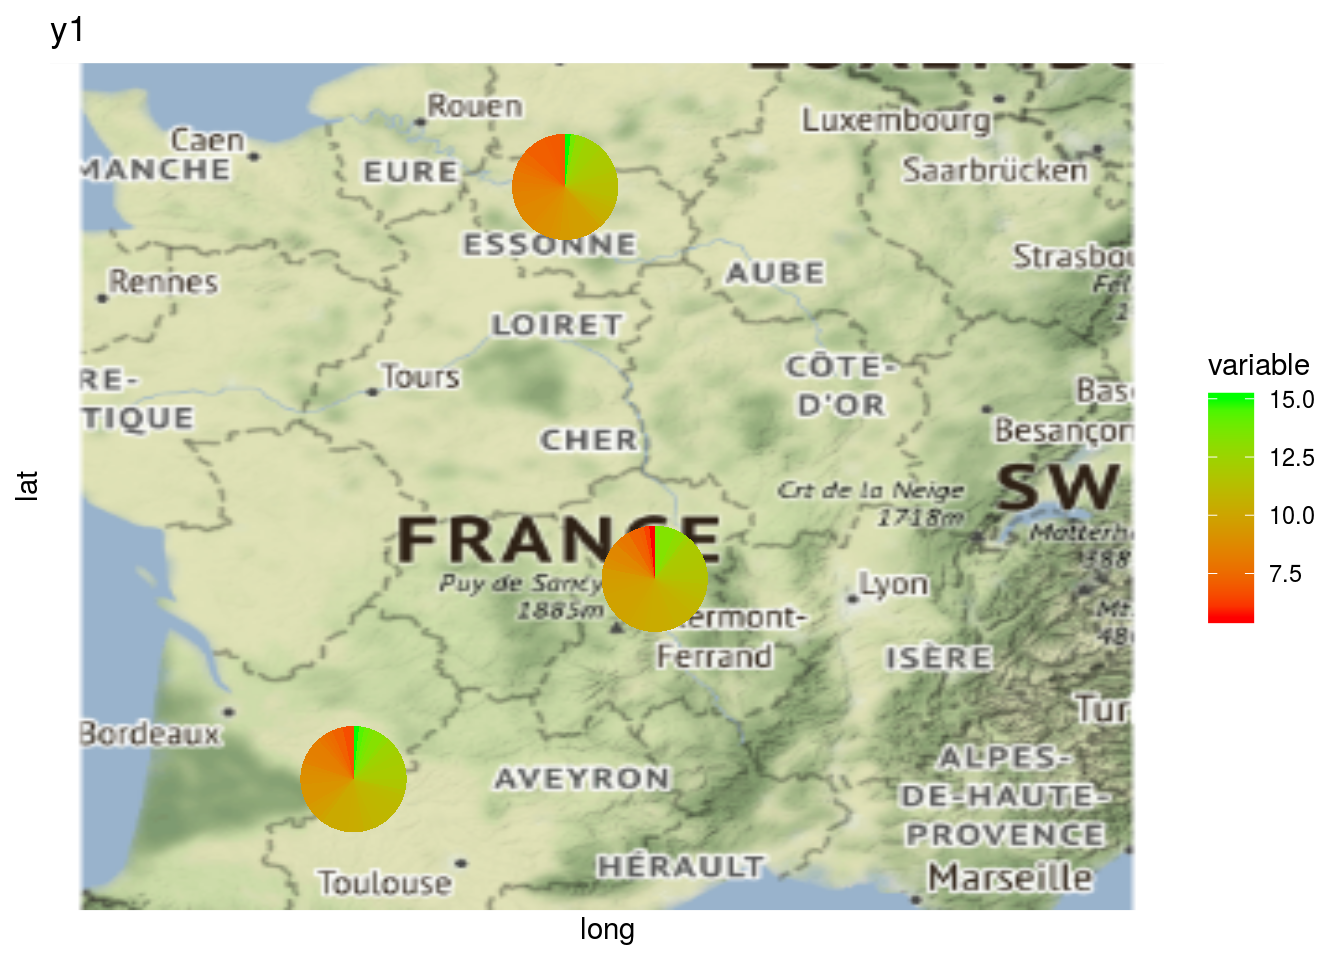 y1
Rouen
Luxembourg
Caen
MANCHE
EURE
Saarbrücken
ESSONNE
Strasbou
AUBE
Rennes
LOIRET
CÔTE-
D'OR
RE-
TIQUE
Tours
Bas
Besançon
CHER
Crt de la Neige
1718m
SW
FRANCE
Matterh
Puy de Sancy
1885m
Lyon
ermont-
Ferrand
ISÈRE
Tur
Bordeaux
AVEYRON
ALPES-
DE-HAUTE-
PROVENCE
HÉRAULT
Toulouse
Marseille
lat
long
variable
15.0
12.5
10.0
7.5